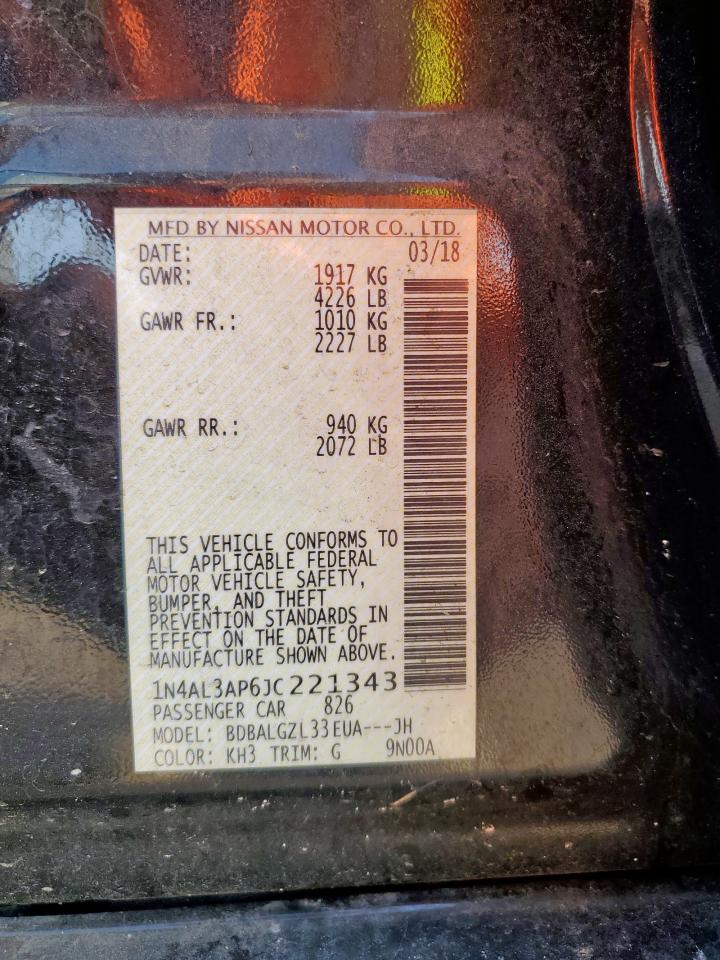 MFD BY NISSAN MOTOR CO., LTD.
DATE: 03/18
GVWR: 1917 KG
4226 LB
GAWR FR.: 1010 KG
2227 LB
GAWR RR.: 940 KG
2072 LB
THIS VEHICLE CONFORMS TO
ALL APPLICABLE FEDERAL
MOTOR VEHICLE SAFETY,
BUMPER, AND THEFT
PREVENTION STANDARDS IN
EFFECT ON THE DATE OF
MANUFACTURE SHOWN ABOVE.
1N4AL3AP6JC221343
PASSENGER CAR 826
MODEL: BDBALGZL33EUA---JH
COLOR: KH3 TRIM: G 9N00A